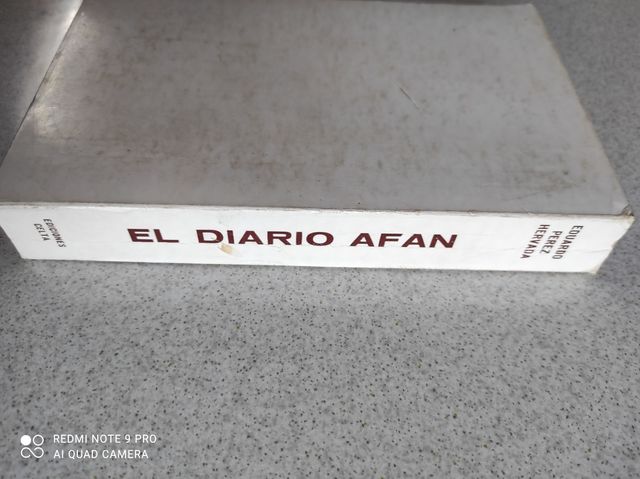 EDICIONES
CELTA
EL DIARIO AFAN
EDUARDO
PEREZ
HERVADA
REDMI NOTE 9 PRO
AI QUAD CAMERA